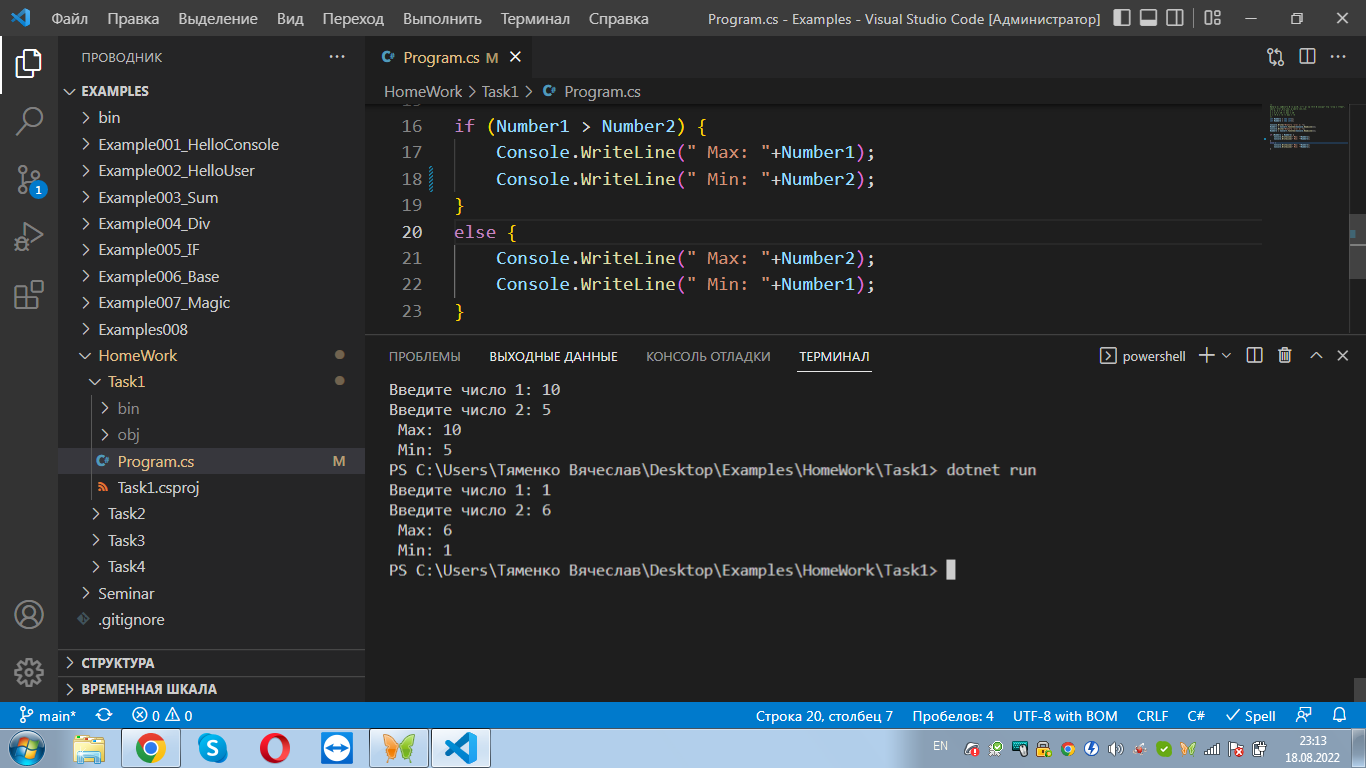 Файл Правка Выделение Вид Переход Выполнить Терминал Справка Program.cs - Examples - Visual Studio Code [Администратор]
ПРОВОДНИК
EXAMPLES
bin
Example001_HelloConsole
Example002_HelloUser
Example003_Sum
Example004_Div
Example005_IF
Example006_Base
Example007_Magic
Examples008
HomeWork
Task1
bin
obj
Program.cs M
Task1.csproj
Task2
Task3
Task4
Seminar
.gitignore
СТРУКТУРА
ВРЕМЕННАЯ ШКАЛА
1
Program.cs M
HomeWork > Task1 > Program.cs
16 if (Number1 > Number2) {
17 Console.WriteLine(" Max: "+Number1);
18 Console.WriteLine(" Min: "+Number2);
19 }
20 else {
21 Console.WriteLine(" Max: "+Number2);
22 Console.WriteLine(" Min: "+Number1);
23 }
ПРОБЛЕМЫ ВЫХОДНЫЕ ДАННЫЕ КОНСОЛЬ ОТЛАДКИ ТЕРМИНАЛ powershell
Введите число 1: 10
Введите число 2: 5
Max: 10
Min: 5
PS C:\Users\Тяменко Вячеслав\Desktop\Examples\HomeWork\Task1> dotnet run
Введите число 1: 1
Введите число 2: 6
Max: 6
Min: 1
PS C:\Users\Тяменко Вячеслав\Desktop\Examples\HomeWork\Task1>
main* 0 0 Строка 20, столбец 7 Пробелов: 4 UTF-8 with BOM CRLF C# Spell
EN 23:13
18.08.2022